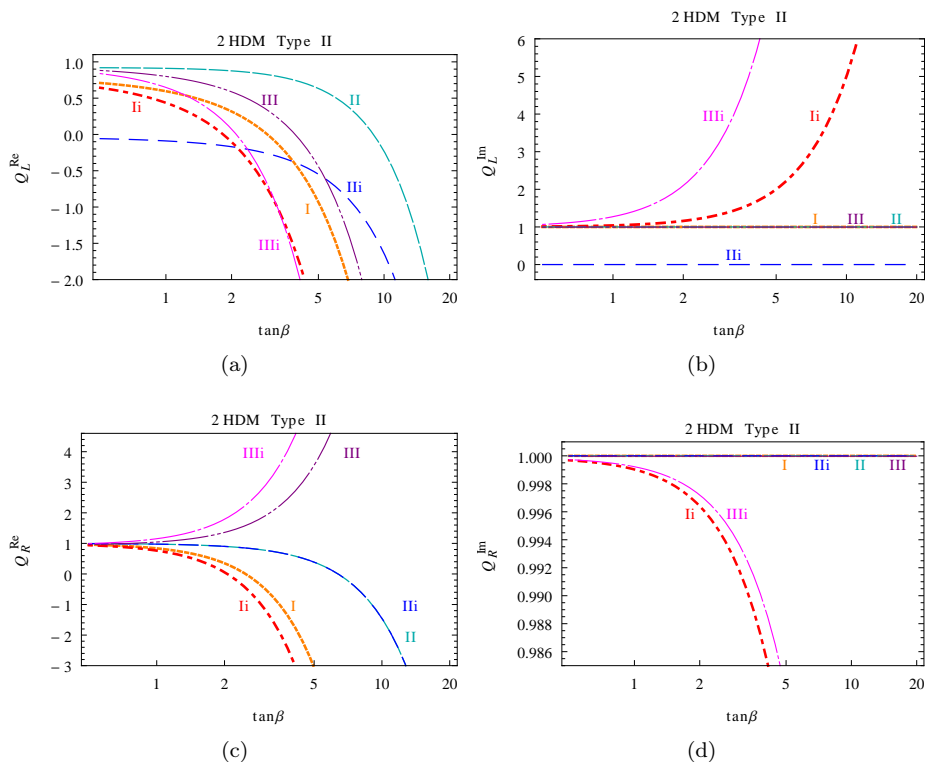 2 HDM Type II
1.0
0.5
0.0
− 0.5
− 1.0
− 1.5
− 2.0
Q_L^Re
Ii
III
II
IIi
I
IIIi
1 2 5 10 20
tanβ
(a)
2 HDM Type II
6
5
4
3
2
1
0
Q_L^Im
IIIi
Ii
I III II
IIi
1 2 5 10 20
tanβ
(b)
2 HDM Type II
4
3
2
1
0
− 1
− 2
− 3
Q_R^Re
IIIi III
Ii I IIi
II
1 2 5 10 20
tanβ
(c)
2 HDM Type II
1.000
0.998
0.996
0.994
0.992
0.990
0.988
0.986
Q_R^Im
I IIi II III
Ii IIIi
1 2 5 10 20
tanβ
(d)